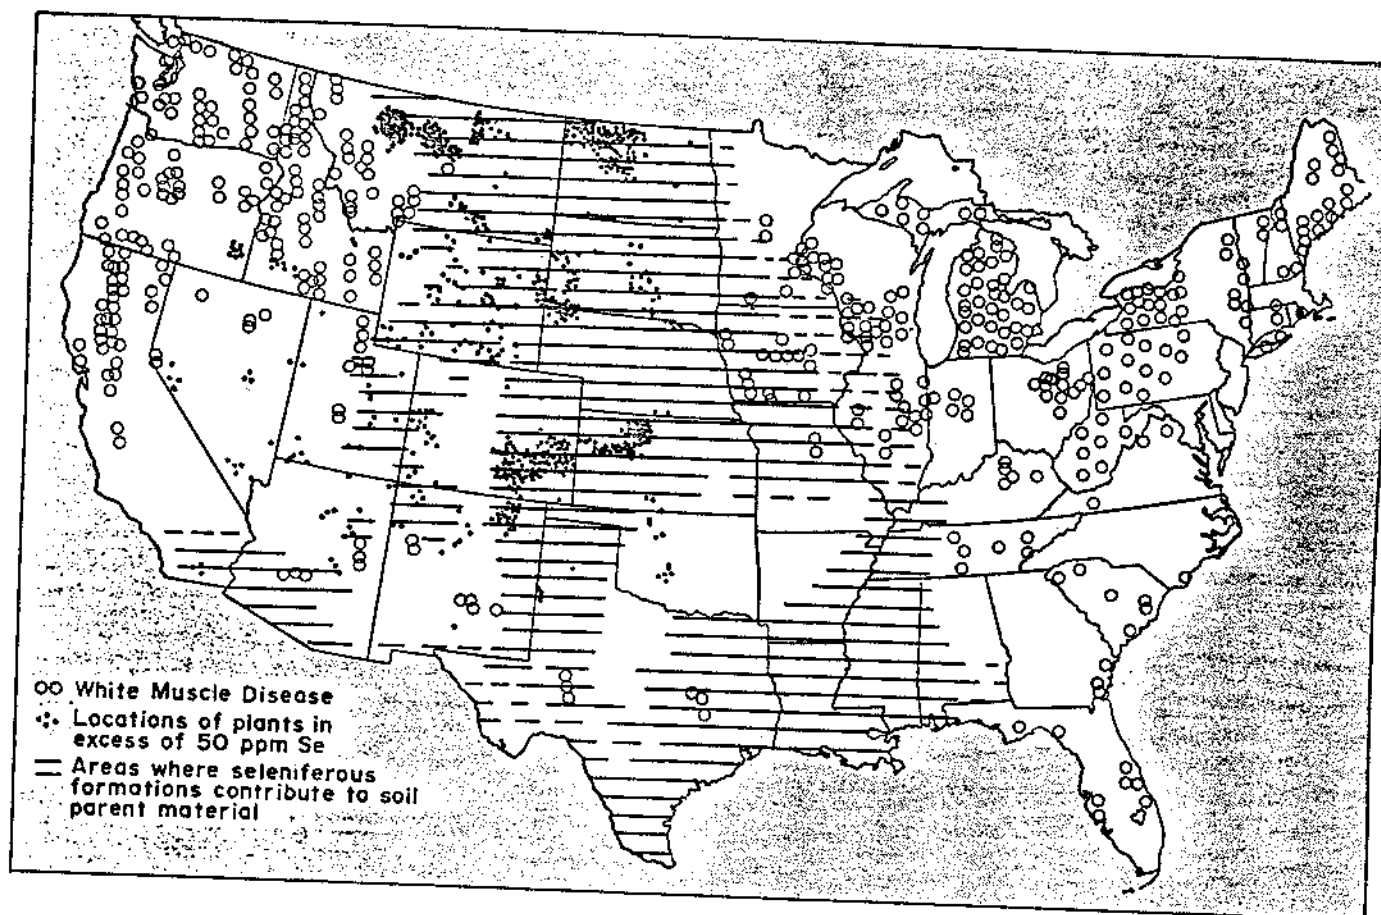 White Muscle Disease
Locations of plants in
excess of 50 ppm Se
Areas where seleniferous
formations contribute to soil
parent material